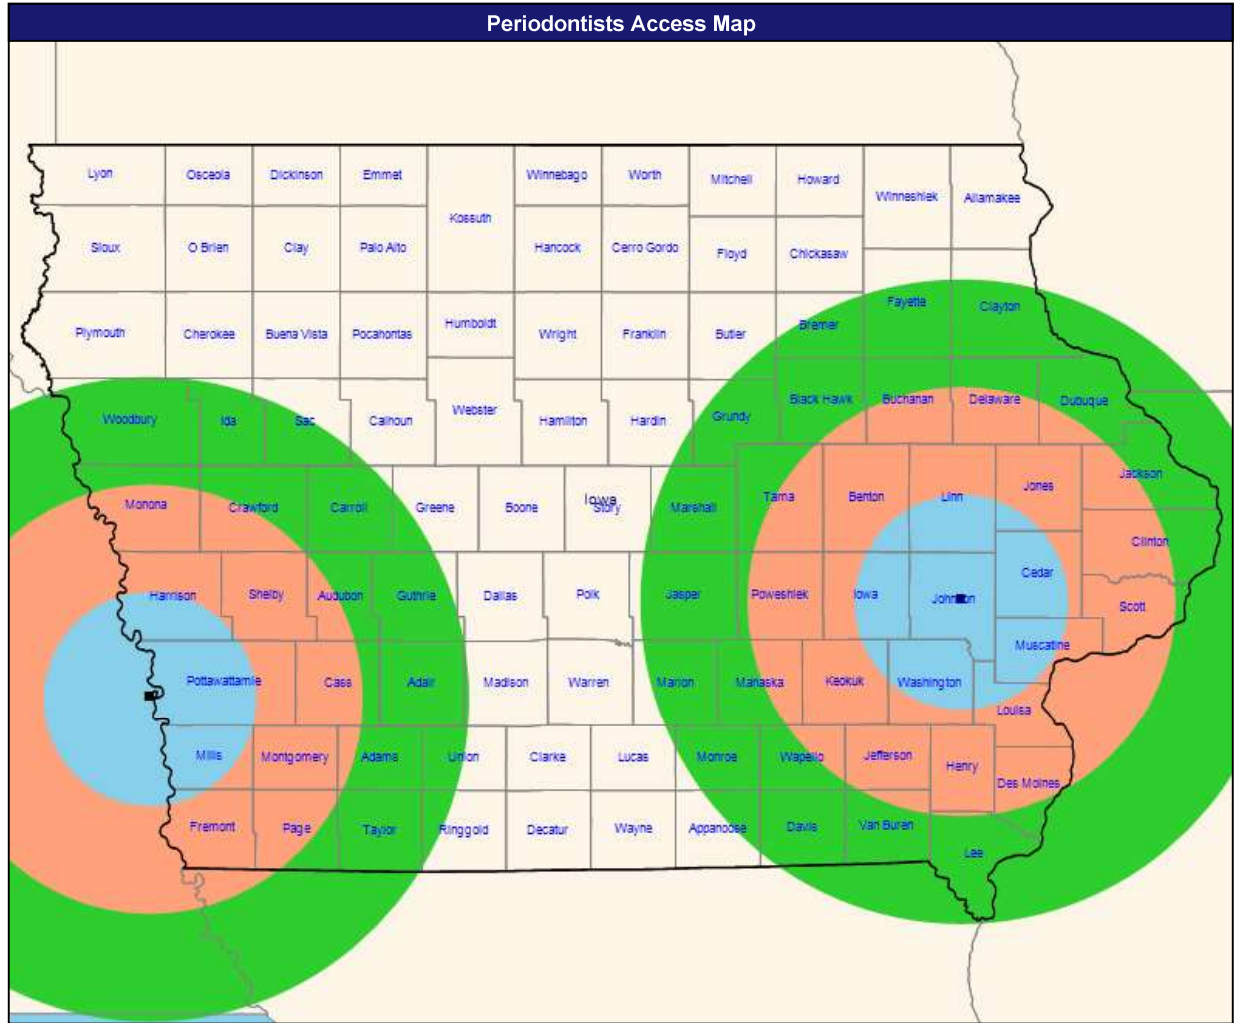 Periodontists Access Map
Lyon
Osceola
Dickinson
Emmet
Kossuth
Winnebago
Worth
Mitchell
Howard
Winneshiek
Allamakee
Sioux
O Brien
Clay
Palo Alto
Hancock
Cerro Gordo
Floyd
Chickasaw
Plymouth
Cherokee
Buena Vista
Pocahontas
Humboldt
Wright
Franklin
Butler
Bremer
Fayette
Clayton
Woodbury
Ida
Sac
Calhoun
Webster
Hamilton
Hardin
Grundy
Black Hawk
Buchanan
Delaware
Dubuque
Monona
Crawford
Carroll
Greene
Boone
Iowa
Story
Marshall
Tama
Benton
Linn
Jones
Jackson
Clinton
Harrison
Shelby
Audubon
Guthrie
Dallas
Polk
Jasper
Poweshiek
Iowa
Johnson
Cedar
Scott
Muscatine
Pottawattamie
Cass
Adair
Madison
Warren
Marion
Mahaska
Keokuk
Washington
Louisa
Mills
Montgomery
Adams
Union
Clarke
Lucas
Monroe
Wapello
Jefferson
Henry
Des Moines
Fremont
Page
Taylor
Ringgold
Decatur
Wayne
Appanoose
Davis
Van Buren
Lee